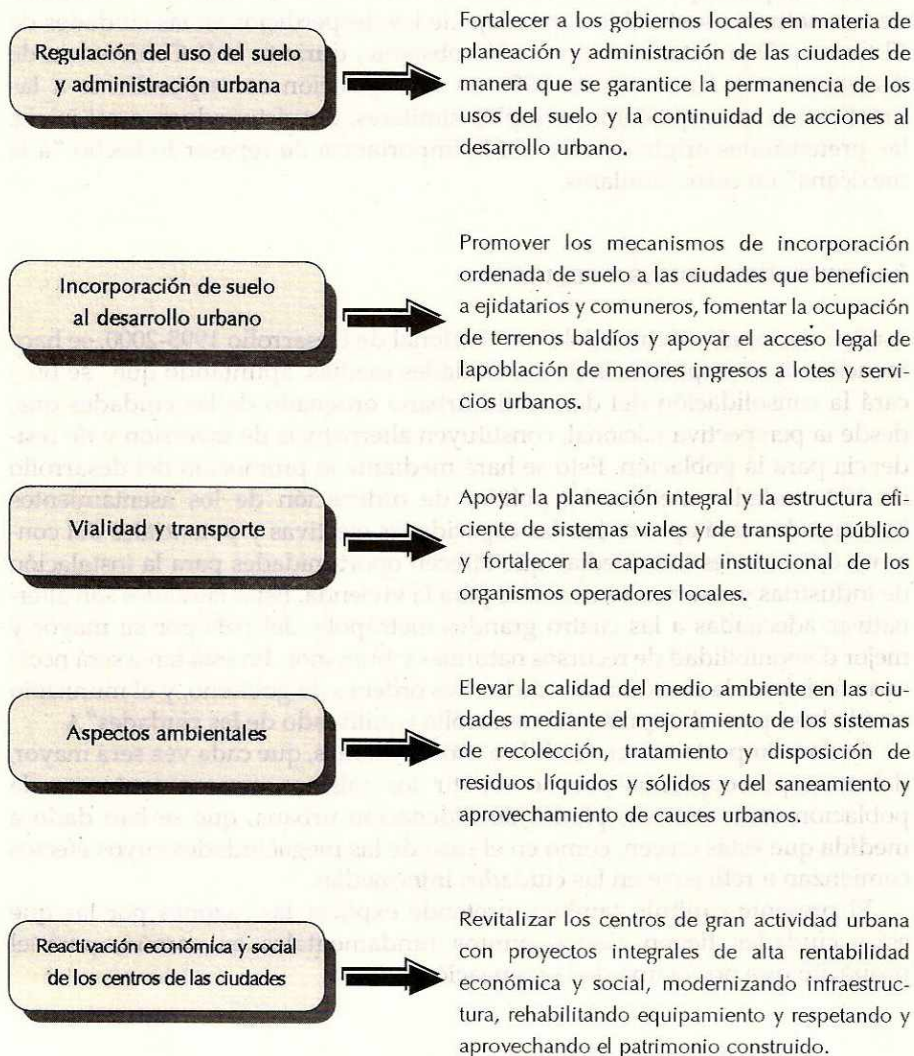 Regulación del uso del suelo
y administración urbana
Fortalecer a los gobiernos locales en materia de
planeación y administración de las ciudades de
manera que se garantice la permanencia de los
usos del suelo y la continuidad de acciones al
desarrollo urbano.
Incorporación de suelo
al desarrollo urbano
Promover los mecanismos de incorporación
ordenada de suelo a las ciudades que beneficien
a ejidatarios y comuneros, fomentar la ocupación
de terrenos baldíos y apoyar el acceso legal de
lapoblación de menores ingresos a lotes y servi-
cios urbanos.
Vialidad y transporte
Apoyar la planeación integral y la estructura efi-
ciente de sistemas viales y de transporte público
y fortalecer la capacidad institucional de los
organismos operadores locales.
Aspectos ambientales
Elevar la calidad del medio ambiente en las ciu-
dades mediante el mejoramiento de los sistemas
de recolección, tratamiento y disposición de
residuos líquidos y sólidos y del saneamiento y
aprovechamiento de cauces urbanos.
Reactivación económica y social
de los centros de las ciudades
Revitalizar los centros de gran actividad urbana
con proyectos integrales de alta rentabilidad
económica y social, modernizando infraestruc-
tura, rehabilitando equipamiento y respetando y
aprovechando el patrimonio construido.